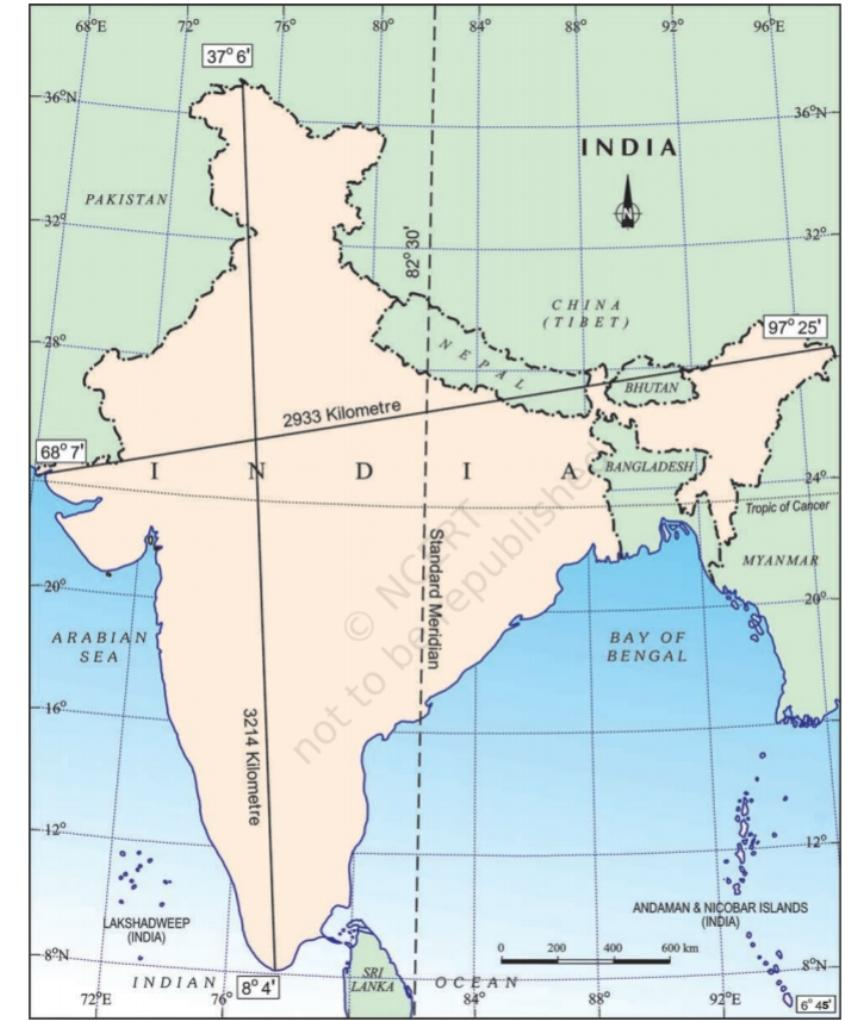 68°E 72° 76° 80° 84° 88° 92° 96°E
37° 6'
36°N
36°N
INDIA
PAKISTAN
N
32°
32°
82° 30'
CHINA
(TIBET)
97° 25'
28°
NEPAL
BHUTAN
2933 Kilometre
68° 7'
I N D I A
BANGLADESH
24°
Tropic of Cancer
© NCERT
not to be republished
Standard Meridian
MYANMAR
20°
20°
ARABIAN
SEA
BAY OF
BENGAL
16°
3214 Kilometre
12°
12°
LAKSHADWEEP
(INDIA)
ANDAMAN & NICOBAR ISLANDS
(INDIA)
0 200 400 600 km
8°N
8°N
INDIAN OCEAN
8° 4'
SRI
LANKA
72°E 76° 84° 88° 92°E
6° 45'